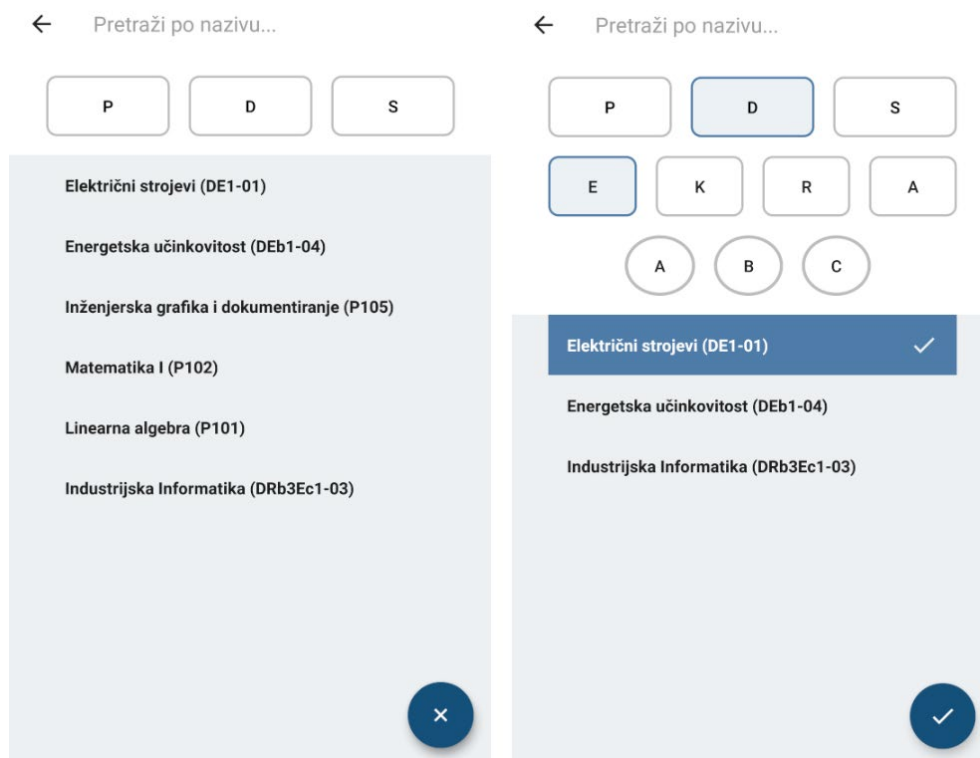 Pretraži po nazivu...
P D S
Električni strojevi (DE1-01)
Energetska učinkovitost (DEb1-04)
Inženjerska grafika i dokumentiranje (P105)
Matematika I (P102)
Linearna algebra (P101)
Industrijska Informatika (DRb3Ec1-03)
Pretraži po nazivu...
P D S
E K R A
A B C
Električni strojevi (DE1-01)
Energetska učinkovitost (DEb1-04)
Industrijska Informatika (DRb3Ec1-03)